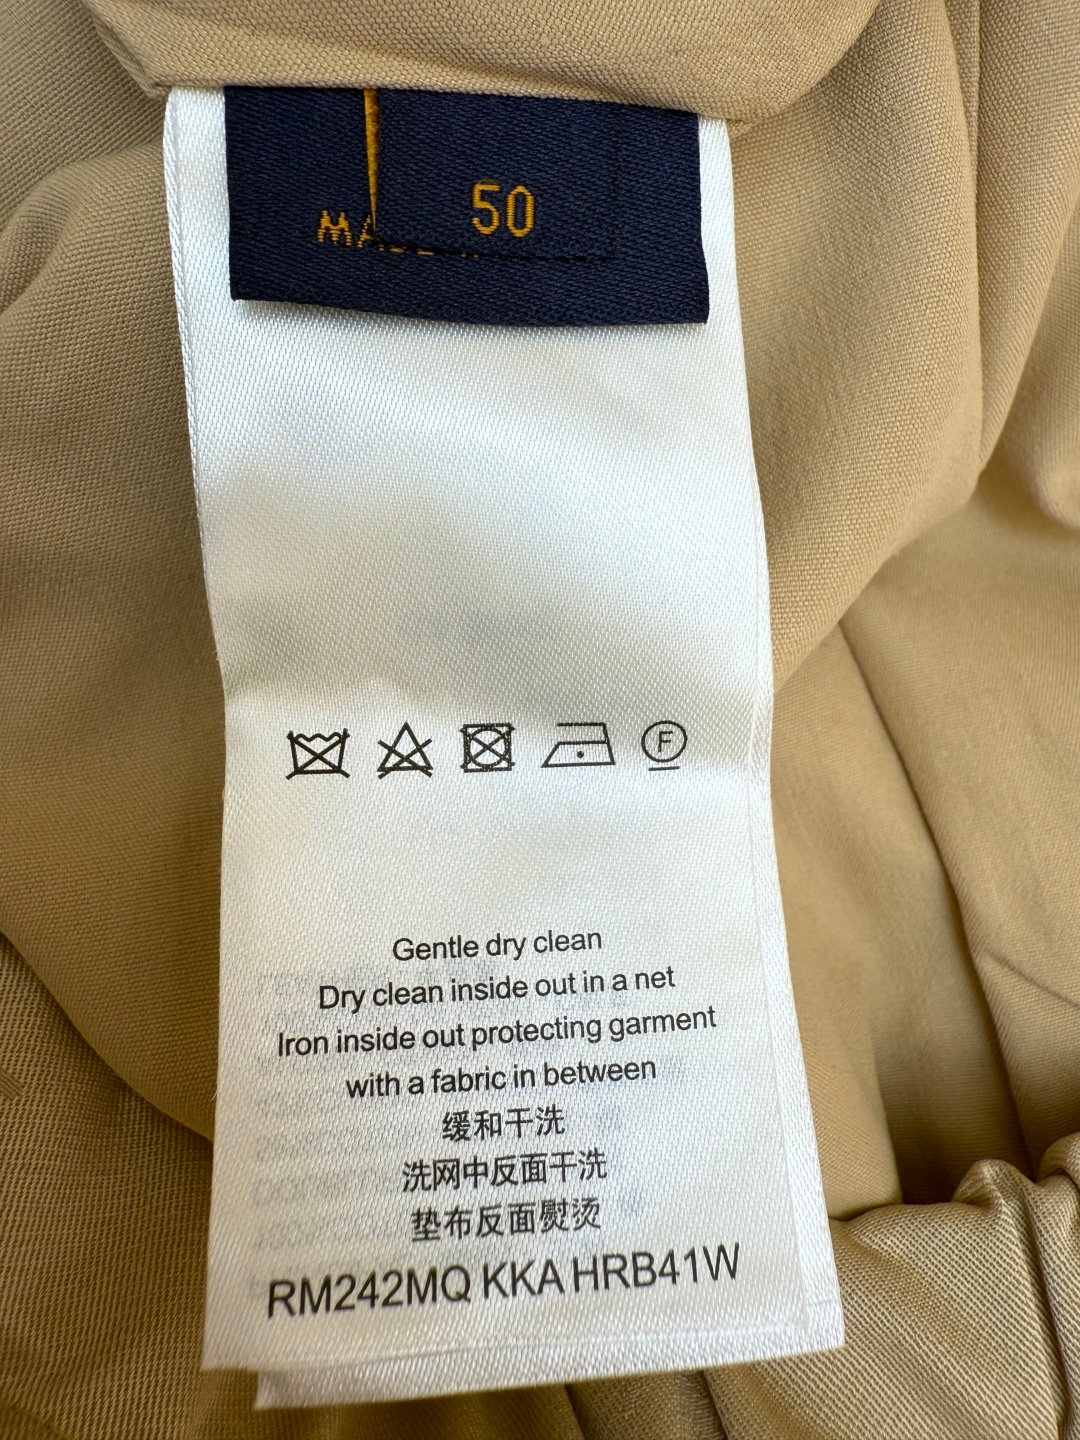 50
MADE
F
Gentle dry clean
Dry clean inside out in a net
Iron inside out protecting garment
with a fabric in between
缓和干洗
洗网中反面干洗
垫布反面熨烫
RM242MQ KKA HRB41W